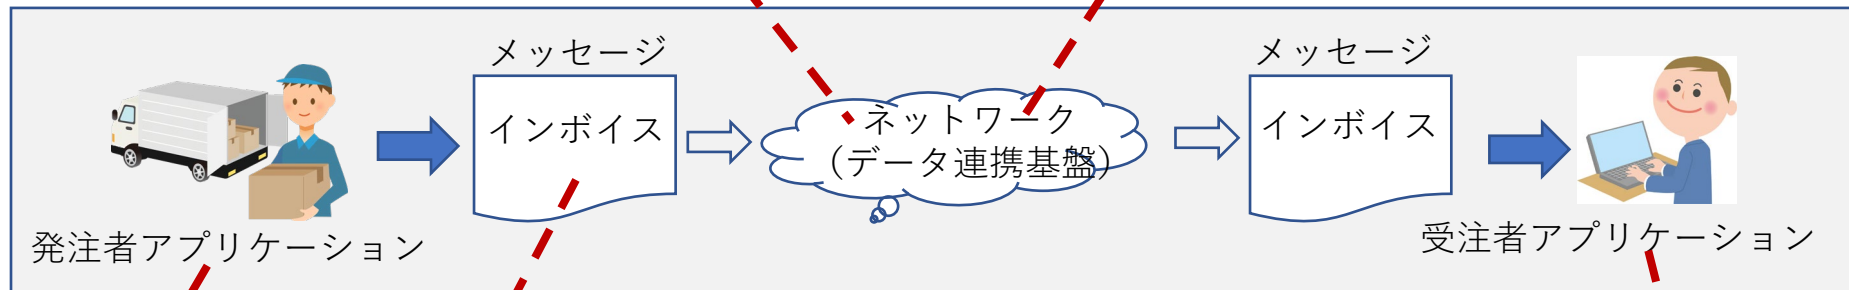 メッセージ
メッセージ
インボイス
ネットワーク
(データ連携基盤)
インボイス
発注者アプリケーション
受注者アプリケーション